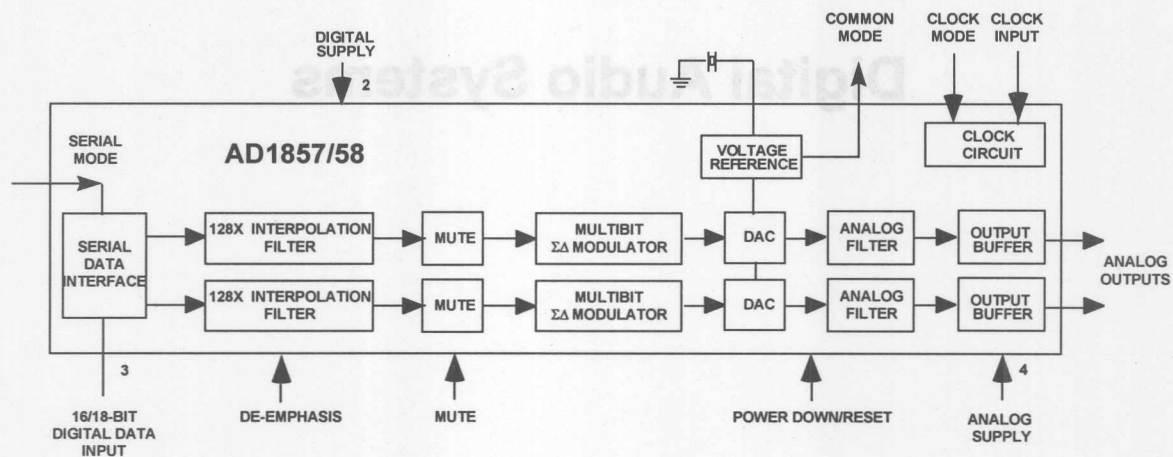 COMMON
MODE
CLOCK
MODE
CLOCK
INPUT
DIGITAL
SUPPLY
2
Digital Audio Systems
SERIAL
MODE
AD1857/58
VOLTAGE
REFERENCE
CLOCK
CIRCUIT
SERIAL
DATA
INTERFACE
128X INTERPOLATION
FILTER
MUTE
MULTIBIT
ΣΔ MODULATOR
DAC
ANALOG
FILTER
OUTPUT
BUFFER
128X INTERPOLATION
FILTER
MUTE
MULTIBIT
ΣΔ MODULATOR
DAC
ANALOG
FILTER
OUTPUT
BUFFER
ANALOG
OUTPUTS
3
4
16/18-BIT
DIGITAL DATA
INPUT
DE-EMPHASIS
MUTE
POWER DOWN/RESET
ANALOG
SUPPLY